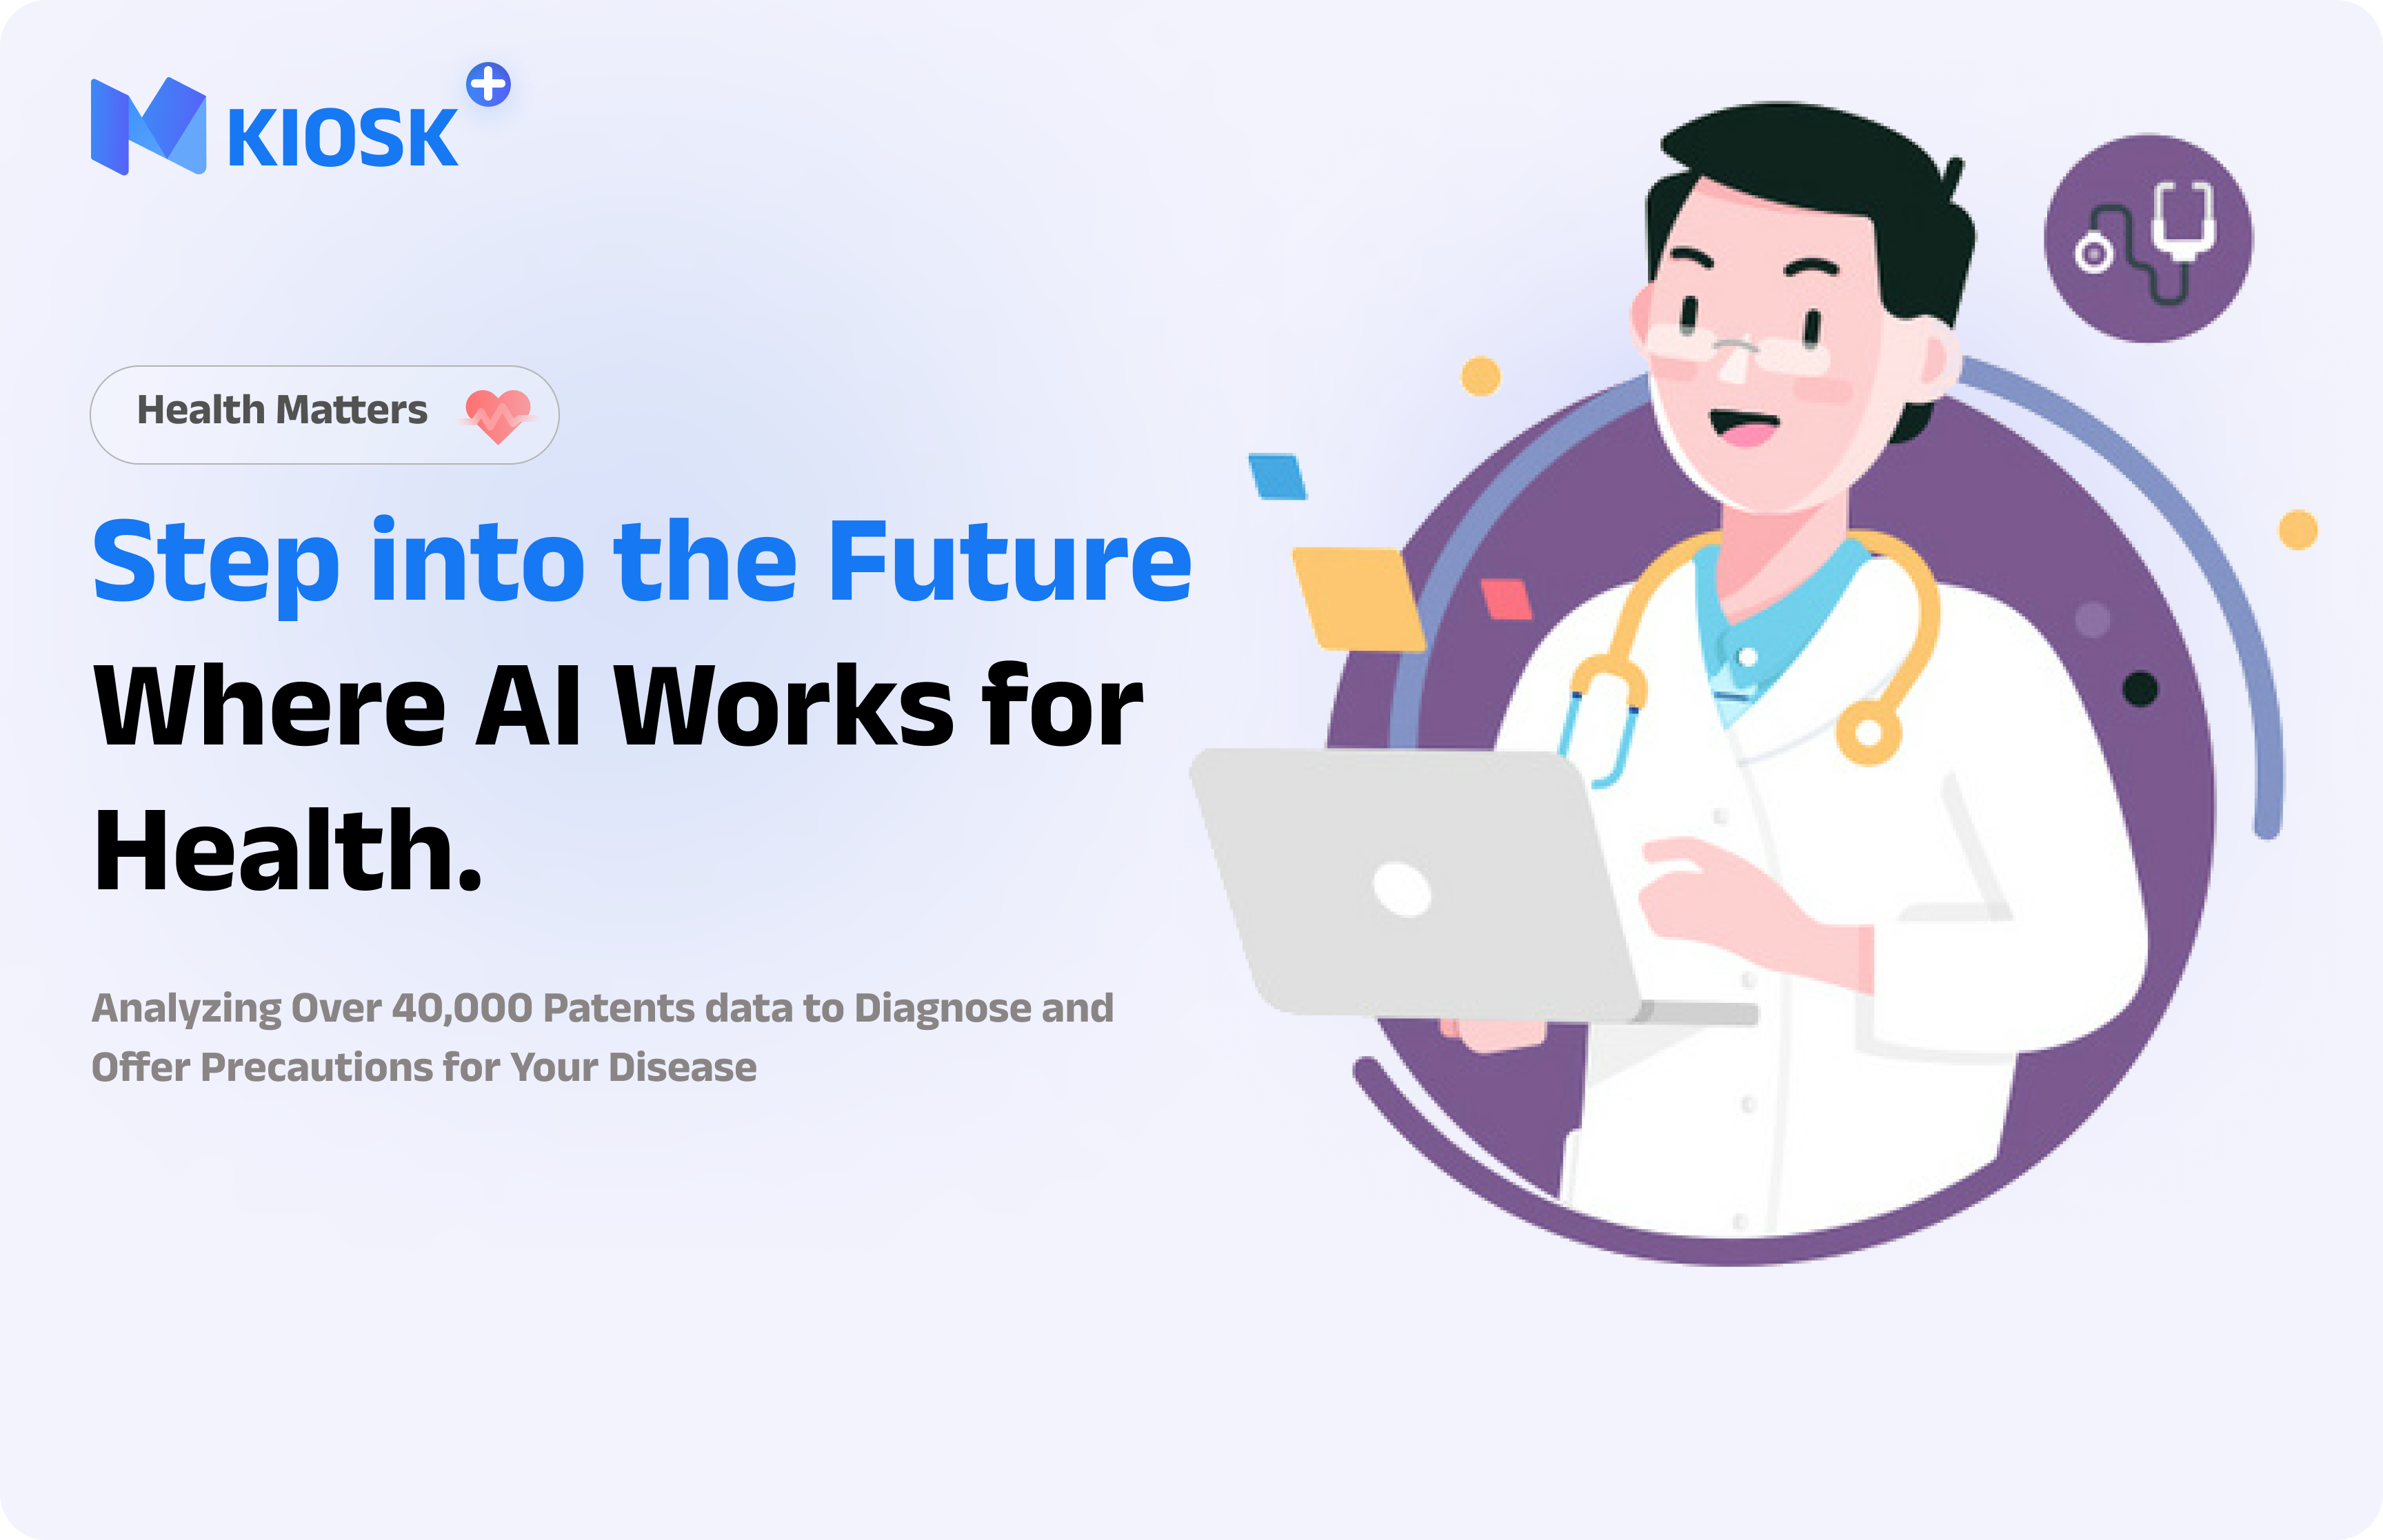 KIOSK
Health Matters
Step into the Future
Where AI Works for
Health.
Analyzing Over 40,000 Patents data to Diagnose and
Offer Precautions for Your Disease